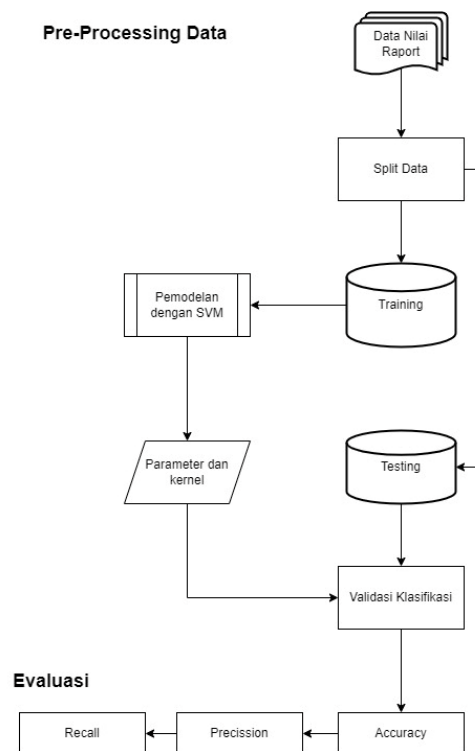 Pre-Processing Data
Data Nilai
Raport
Split Data
Pemodelan
dengan SVM
Training
Parameter dan
kernel
Testing
Validasi Klasifikasi
Evaluasi
Recall
Precission
Accuracy